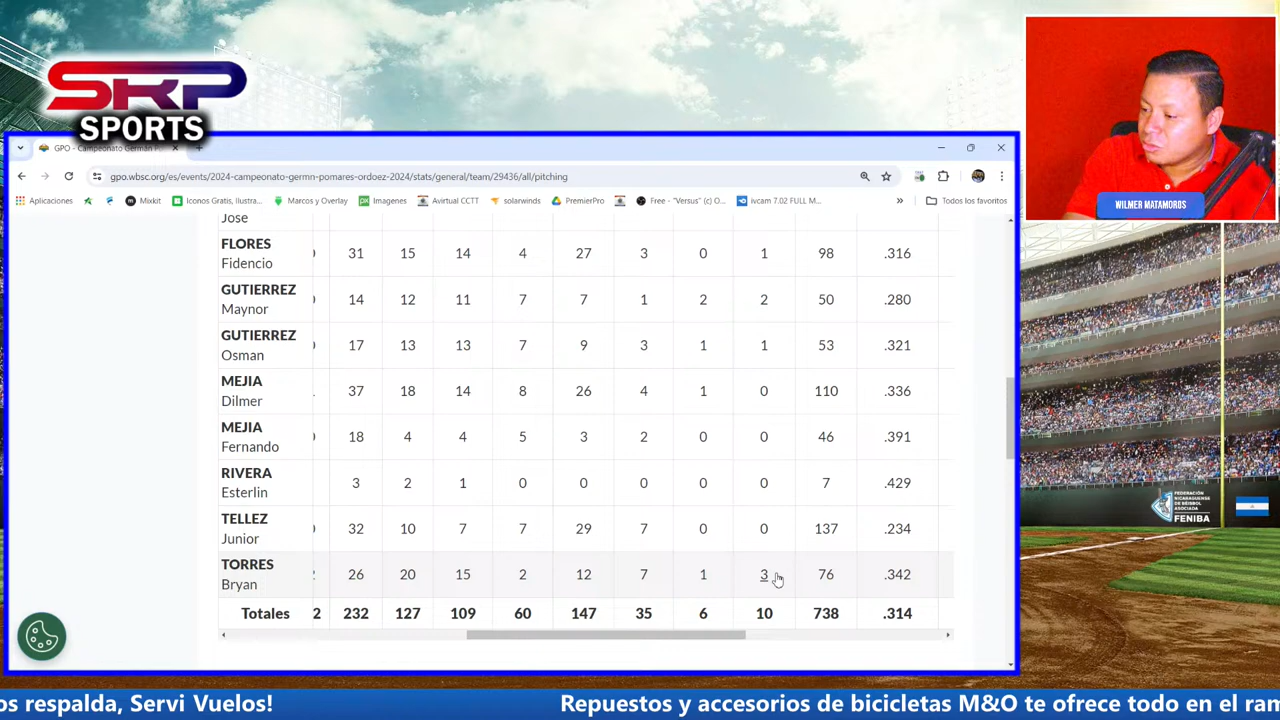 SKP
SPORTS
GPO - Campeonato Germán P
gpo.wbsc.org/es/events/2024-campeonato-germn-pomares-ordoez-2024/stats/general/team/29436/all/pitching
Aplicaciones
Mixkit
Iconos Gratis, Ilustra...
Marcos y Overlay
Imagenes
Avirtual CCTT
solarwinds
PremierPro
Free - "Versus" (c) O...
ivcam 7.02 FULL M...
»
Todos los favoritos
WILMER MATAMOROS
Jose
FLORES
Fidencio
31 15 14 4 27 3 0 1 98 .316
GUTIERREZ
Maynor
14 12 11 7 7 1 2 2 50 .280
GUTIERREZ
Osman
17 13 13 7 9 3 1 1 53 .321
MEJIA
Dilmer
37 18 14 8 26 4 1 0 110 .336
MEJIA
Fernando
18 4 4 5 3 2 0 0 46 .391
RIVERA
Esterlin
3 2 1 0 0 0 0 0 7 .429
TELLEZ
Junior
32 10 7 7 29 7 0 0 137 .234
TORRES
Bryan
26 20 15 2 12 7 1 3 76 .342
Totales 2 232 127 109 60 147 35 6 10 738 .314
FEDERACIÓN
NICARAGUENSE
DE BÉISBOL
ASOCIADA
FENIBA
os respalda, Servi Vuelos!
Repuestos y accesorios de bicicletas M&O te ofrece todo en el ran